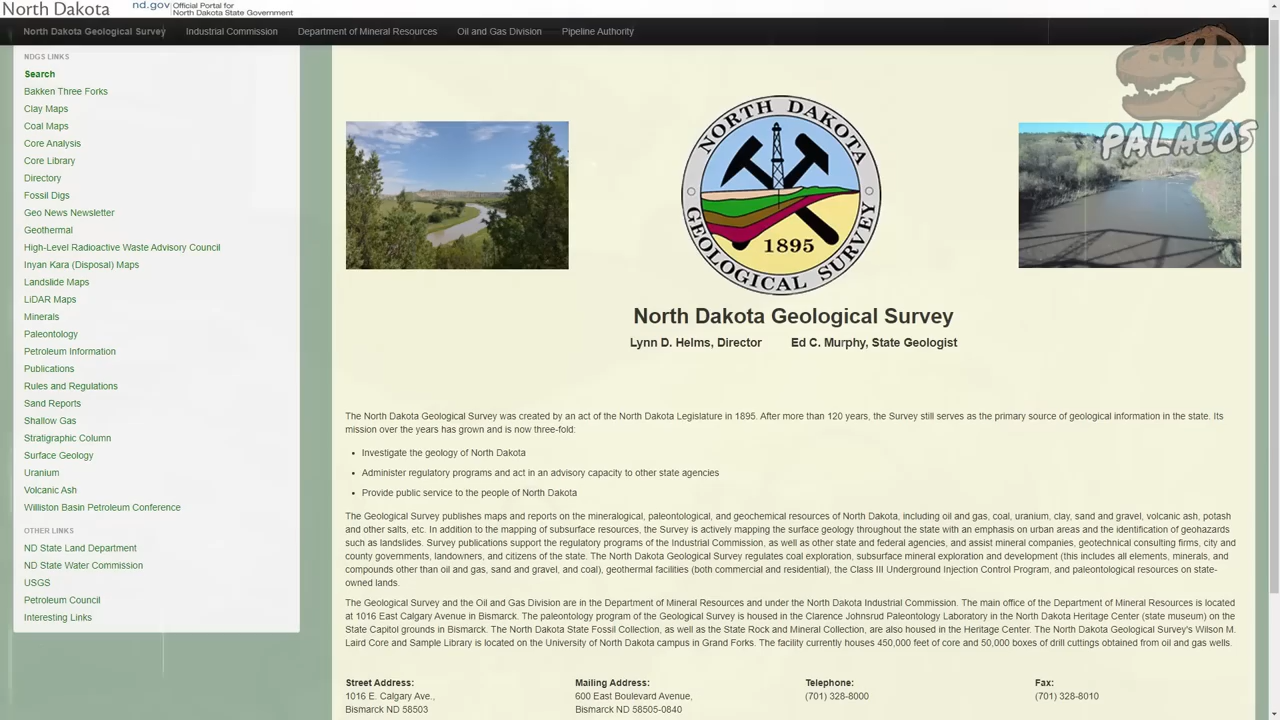 North Dakota
nd.gov Official Portal for
North Dakota State Government
North Dakota Geological Survey Industrial Commission Department of Mineral Resources Oil and Gas Division Pipeline Authority
NDGS LINKS
Search
Bakken Three Forks
Clay Maps
Coal Maps
Core Analysis
Core Library
Directory
Fossil Digs
Geo News Newsletter
Geothermal
High-Level Radioactive Waste Advisory Council
Inyan Kara (Disposal) Maps
Landslide Maps
LiDAR Maps
Minerals
Paleontology
Petroleum Information
Publications
Rules and Regulations
Sand Reports
Shallow Gas
Stratigraphic Column
Surface Geology
Uranium
Volcanic Ash
Williston Basin Petroleum Conference
OTHER LINKS
ND State Land Department
ND State Water Commission
USGS
Petroleum Council
Interesting Links
PALAEOS
NORTH DAKOTA
GEOLOGICAL SURVEY
1895
North Dakota Geological Survey
Lynn D. Helms, Director Ed C. Murphy, State Geologist
The North Dakota Geological Survey was created by an act of the North Dakota Legislature in 1895. After more than 120 years, the Survey still serves as the primary source of geological information in the state. Its
mission over the years has grown and is now three-fold:
• Investigate the geology of North Dakota
• Administer regulatory programs and act in an advisory capacity to other state agencies
• Provide public service to the people of North Dakota
The Geological Survey publishes maps and reports on the mineralogical, paleontological, and geochemical resources of North Dakota, including oil and gas, coal, uranium, clay, sand and gravel, volcanic ash, potash
and other salts, etc. In addition to the mapping of subsurface resources, the Survey is actively mapping the surface geology throughout the state with an emphasis on urban areas and the identification of geohazards
such as landslides. Survey publications support the regulatory programs of the Industrial Commission, as well as other state and federal agencies, and assist mineral companies, geotechnical consulting firms, city and
county governments, landowners, and citizens of the state. The North Dakota Geological Survey regulates coal exploration, subsurface mineral exploration and development (this includes all elements, minerals, and
compounds other than oil and gas, sand and gravel, and coal), geothermal facilities (both commercial and residential), the Class III Underground Injection Control Program, and paleontological resources on state-
owned lands.
The Geological Survey and the Oil and Gas Division are in the Department of Mineral Resources and under the North Dakota Industrial Commission. The main office of the Department of Mineral Resources is located
at 1016 East Calgary Avenue in Bismarck. The paleontology program of the Geological Survey is housed in the Clarence Johnsrud Paleontology Laboratory in the North Dakota Heritage Center (state museum) on the
State Capitol grounds in Bismarck. The North Dakota State Fossil Collection, as well as the State Rock and Mineral Collection, are also housed in the Heritage Center. The North Dakota Geological Survey's Wilson M.
Laird Core and Sample Library is located on the University of North Dakota campus in Grand Forks. The facility currently houses 450,000 feet of core and 50,000 boxes of drill cuttings obtained from oil and gas wells.
Street Address: Mailing Address: Telephone: Fax:
1016 E. Calgary Ave., 600 East Boulevard Avenue, (701) 328-8000 (701) 328-8010
Bismarck ND 58503 Bismarck ND 58505-0840